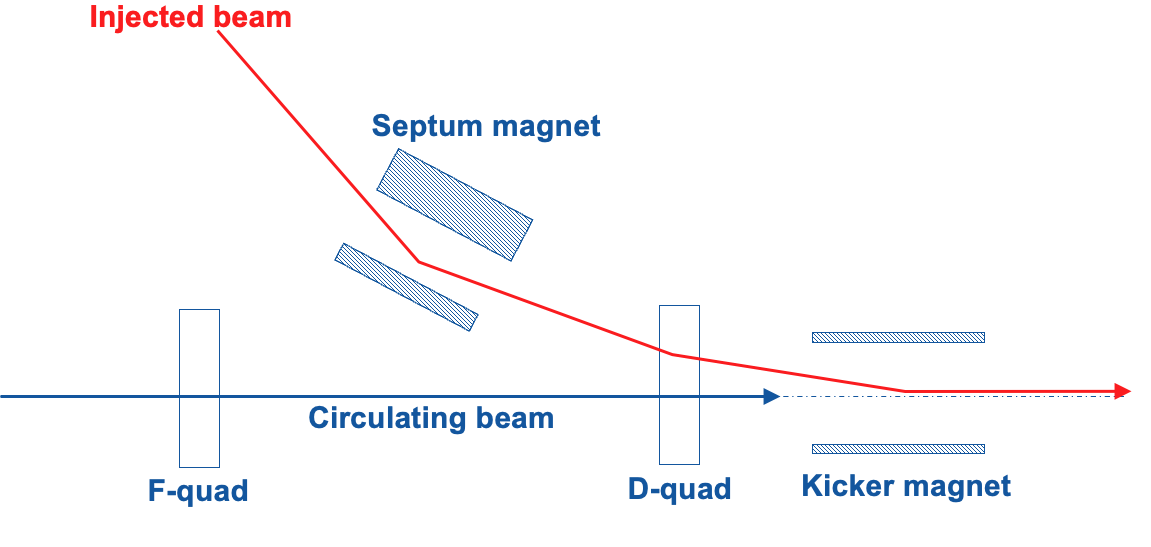 Injected beam
Septum magnet
Circulating beam
F-quad
D-quad
Kicker magnet